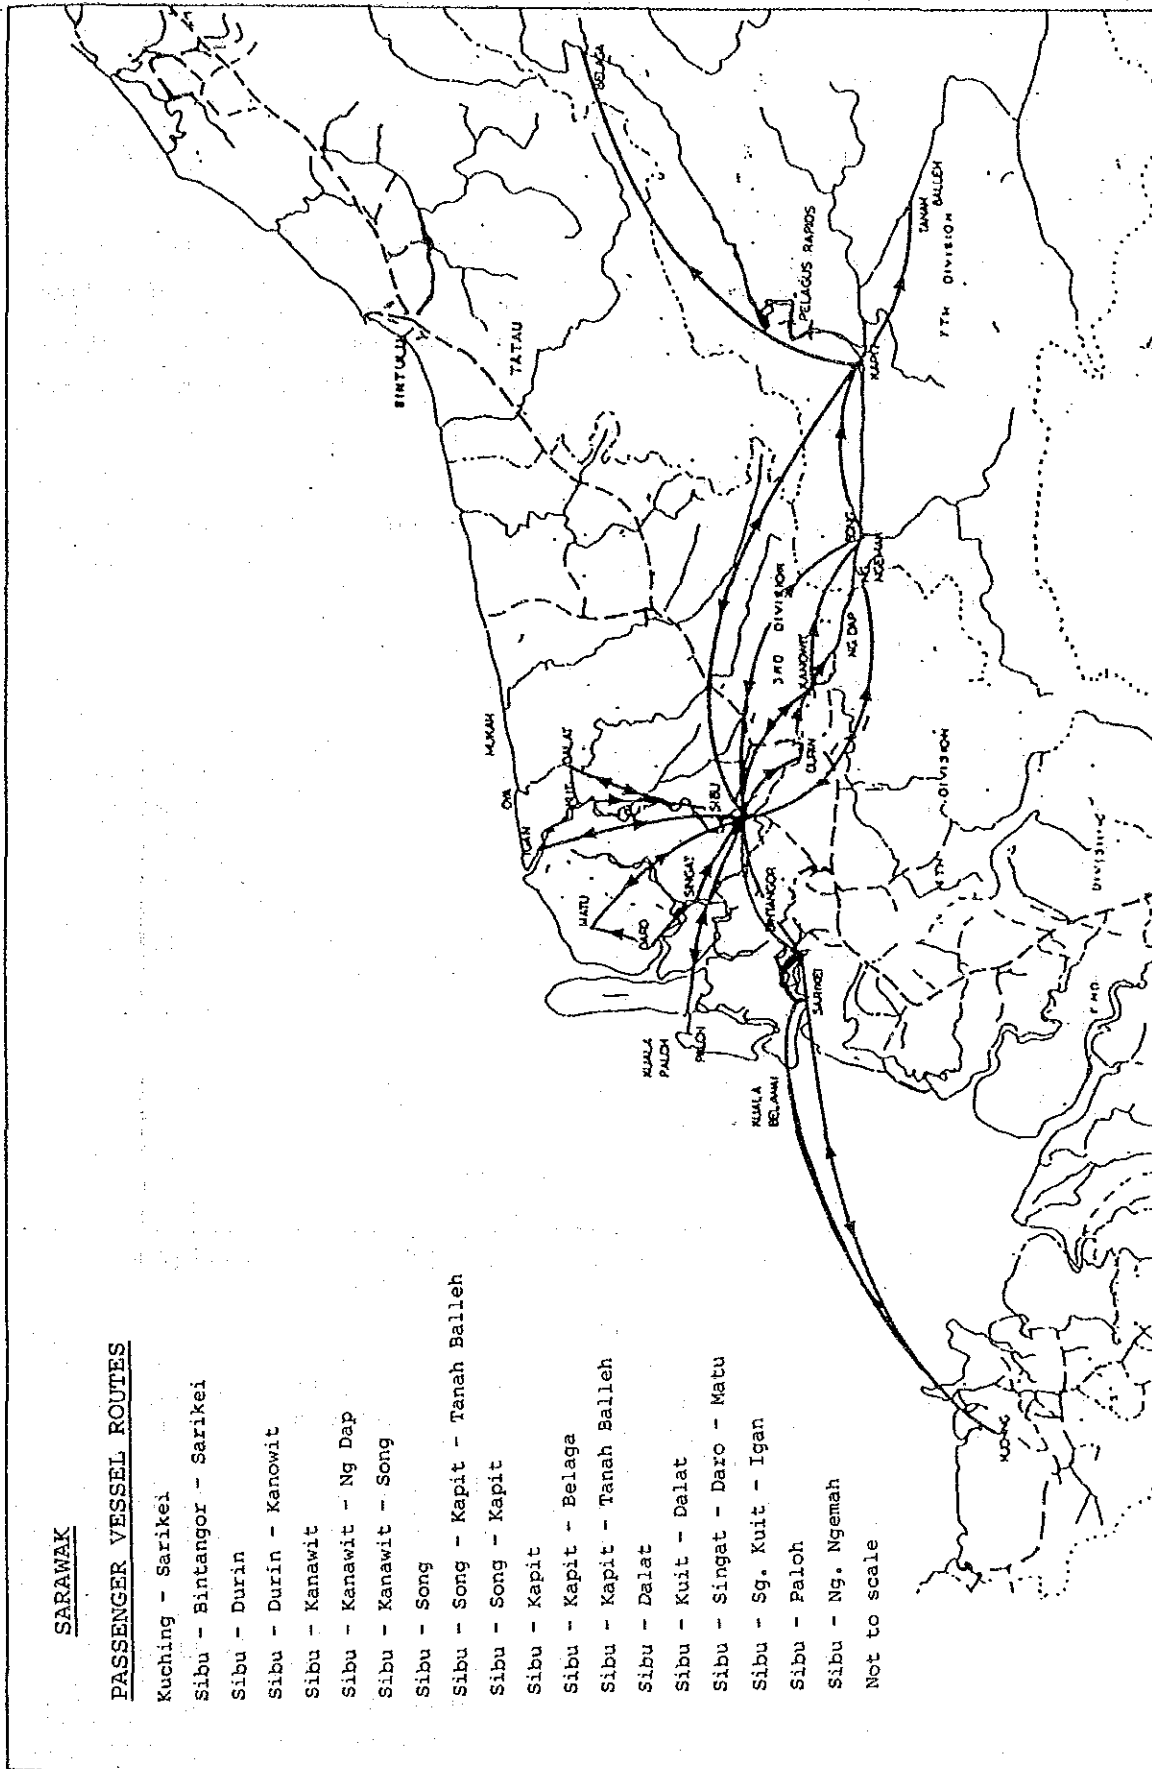 SARAWAK
PASSENGER VESSEL ROUTES
Kuching - Sarikei
Sibu - Bintangor - Sarikei
Sibu - Durin
Sibu - Durin - Kanowit
Sibu - Kanawit
Sibu - Kanawit - Ng Dap
Sibu - Kanawit - Song
Sibu - Song
Sibu - Song - Kapit - Tanah Balleh
Sibu - Song - Kapit
Sibu - Kapit
Sibu - Kapit - Belaga
Sibu - Kapit - Tanah Balleh
Sibu - Dalat
Sibu - Kuit - Dalat
Sibu - Singat - Daro - Matu
Sibu - Sg. Kuit - Igan
Sibu - Paloh
Sibu - Ng. Ngemah
Not to scale
KUCHING
KUALA
BELAWAI
SARIKEI
BINTANGOR
KUALA
PALOH
PALOH
DARO
MATU
SINGAT
SIBU
IGAN
KUIT
DALAT
OYA
MUKAH
DURIN
KANOWIT
3RD DIVISION
NG DAP
NG
NGEMAH
SONG
KAPIT
PELAGUS RAPIDS
BELAGA
TANAH
BALLEH
7TH DIVISION
BINTULU
TATAU
DIVISION
DIVISION